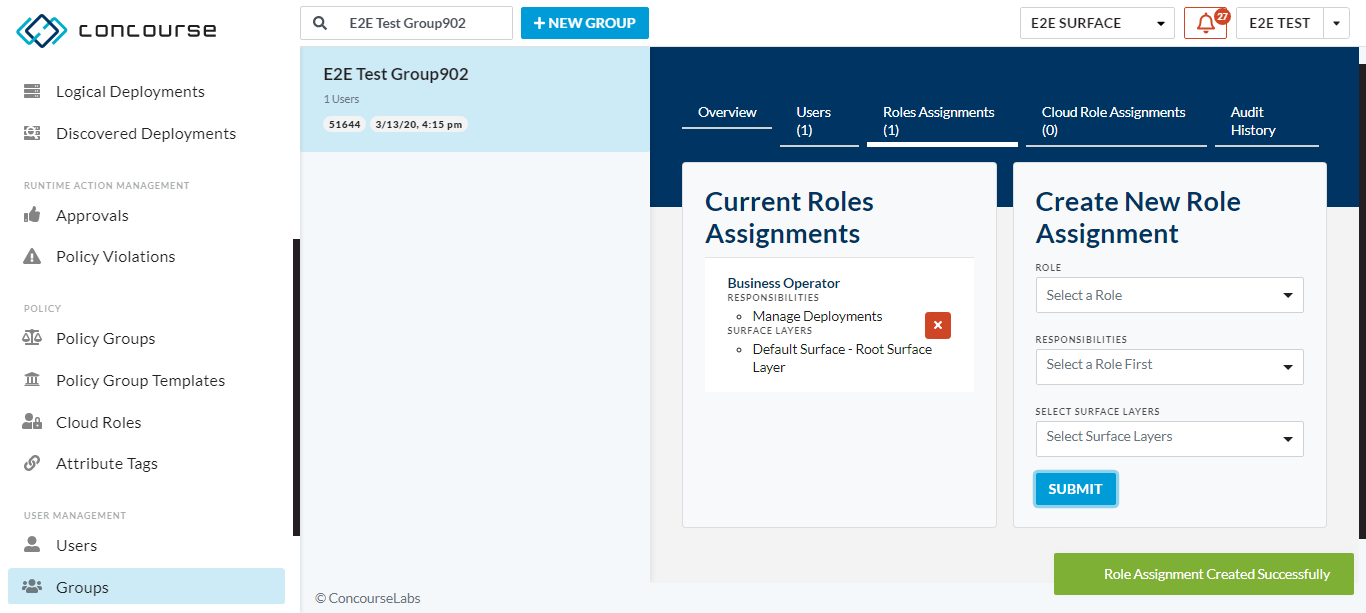 concourse
Logical Deployments
Discovered Deployments
RUNTIME ACTION MANAGEMENT
Approvals
Policy Violations
POLICY
Policy Groups
Policy Group Templates
Cloud Roles
Attribute Tags
USER MANAGEMENT
Users
Groups
E2E Test Group902
+ NEW GROUP
E2E SURFACE
27
E2E TEST
E2E Test Group902
1 Users
51644 3/13/20, 4:15 pm
Overview
Users
(1)
Roles Assignments
(1)
Cloud Role Assignments
(0)
Audit
History
Current Roles
Assignments
Business Operator
RESPONSIBILITIES
Manage Deployments
SURFACE LAYERS
Default Surface - Root Surface
Layer
Create New Role
Assignment
ROLE
Select a Role
RESPONSIBILITIES
Select a Role First
SELECT SURFACE LAYERS
Select Surface Layers
SUBMIT
Role Assignment Created Successfully
© ConcourseLabs